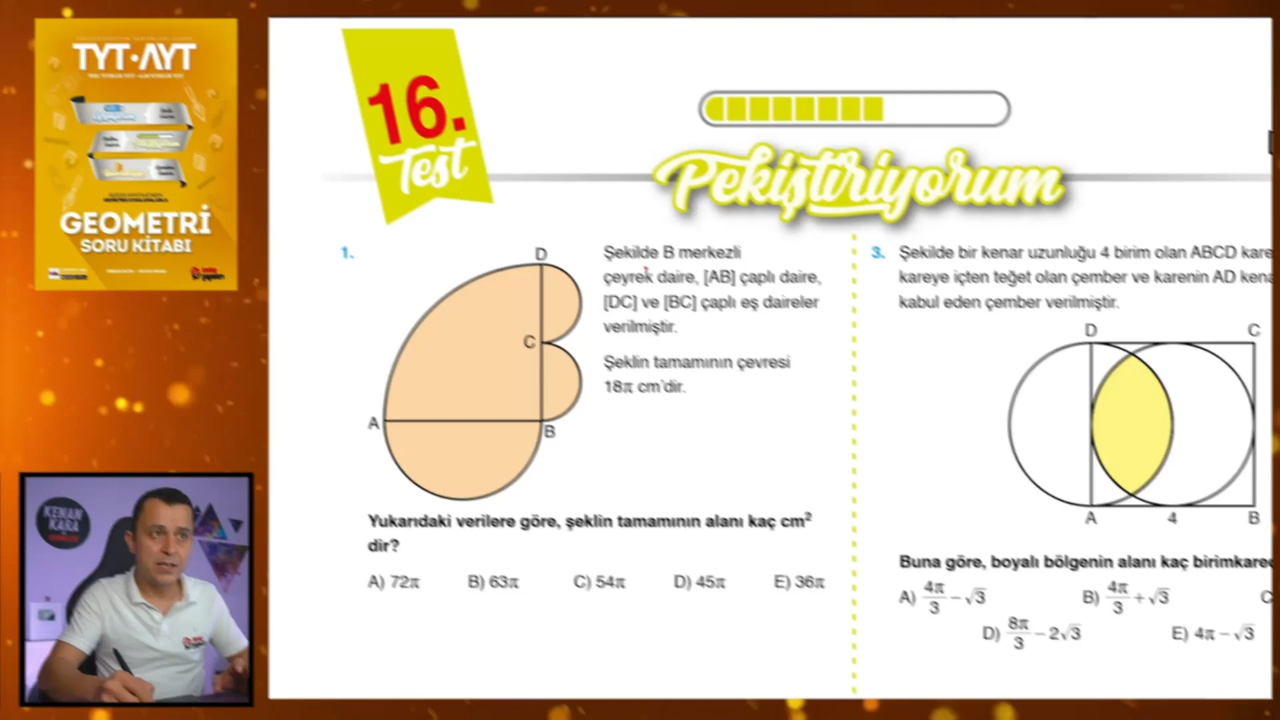 TYT•AYT
GEOMETRİ
SORU KİTABI
KENAN
KARA
16.
Test
Pekiştiriyorum
1.
D
C
A
B
Şekilde B merkezli
çeyrek daire, [AB] çaplı daire,
[DC] ve [BC] çaplı eş daireler
verilmiştir.
Şeklin tamamının çevresi
18π cm'dir.
Yukarıdaki verilere göre, şeklin tamamının alanı kaç cm²
dir?
A) 72π B) 63π C) 54π D) 45π E) 36π
3. Şekilde bir kenar uzunluğu 4 birim olan ABCD kare
kareye içten teğet olan çember ve karenin AD kena
kabul eden çember verilmiştir.
D C
A 4 B
Buna göre, boyalı bölgenin alanı kaç birimkare
A) 4π/3 − √3 B) 4π/3 + √3 C
D) 8π/3 − 2√3 E) 4π − √3